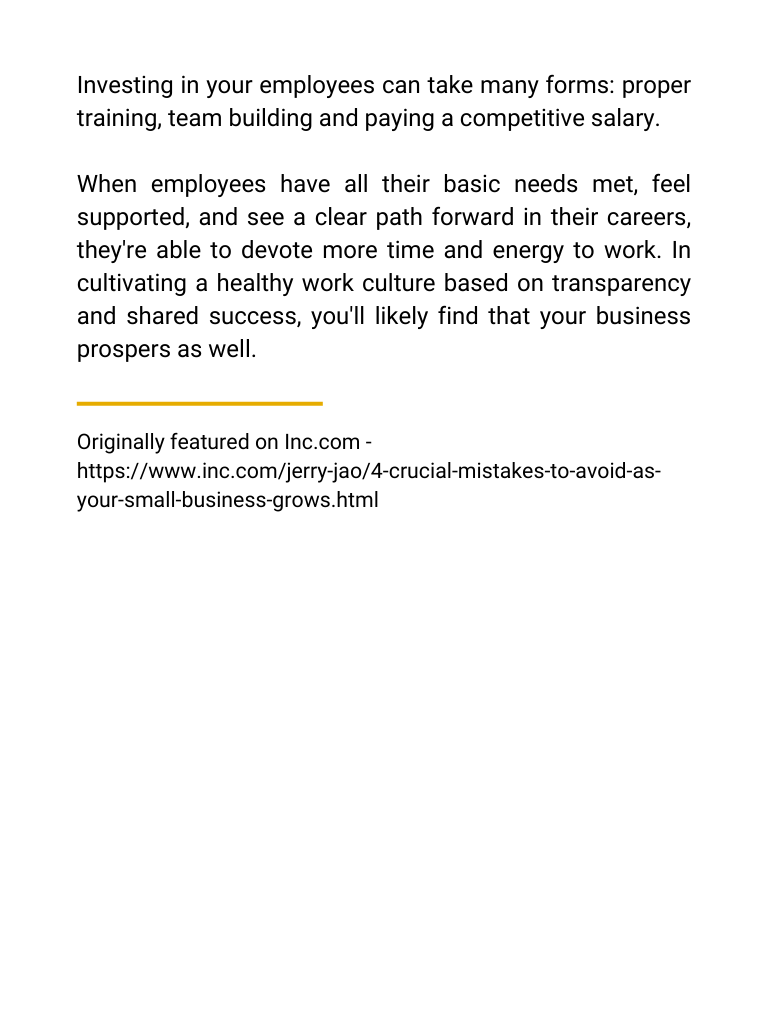 Investing in your employees can take many forms: proper
training, team building and paying a competitive salary.
When employees have all their basic needs met, feel
supported, and see a clear path forward in their careers,
they're able to devote more time and energy to work. In
cultivating a healthy work culture based on transparency
and shared success, you'll likely find that your business
prospers as well.
Originally featured on Inc.com -
https://www.inc.com/jerry-jao/4-crucial-mistakes-to-avoid-as-
your-small-business-grows.html